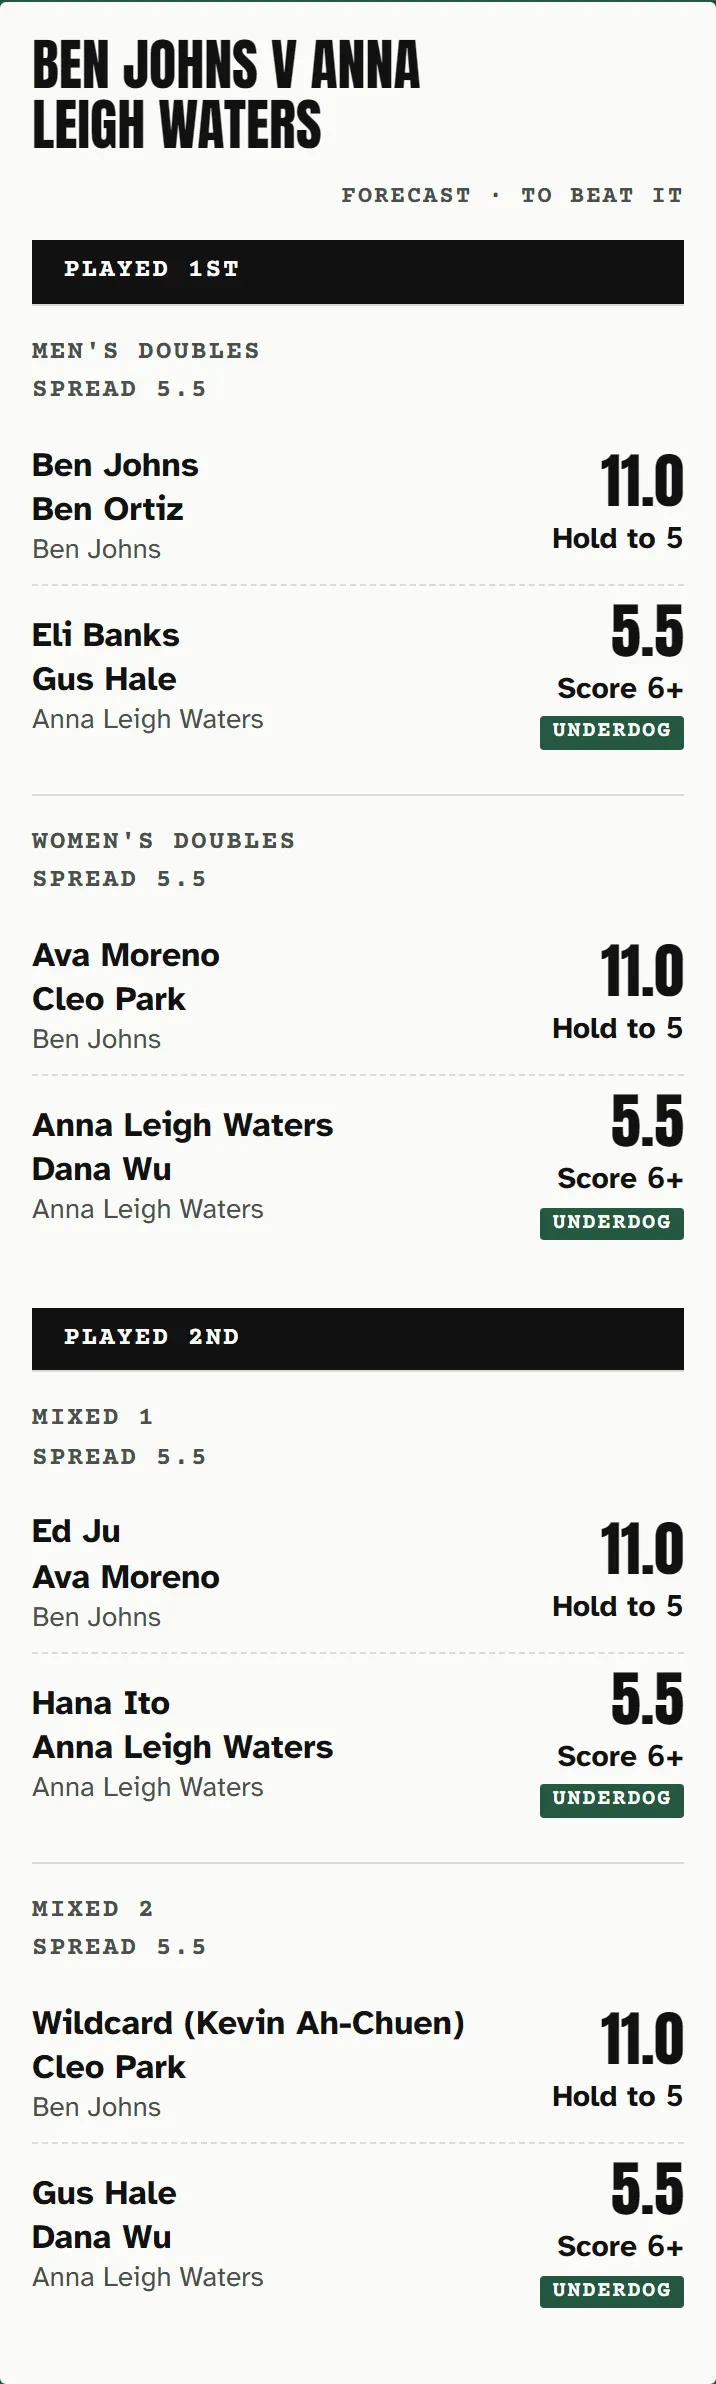 BEN JOHNS V ANNA
LEIGH WATERS
FORECAST · TO BEAT IT
PLAYED 1ST
MEN'S DOUBLES
SPREAD 5.5
Ben Johns
Ben Ortiz
Ben Johns
11.0
Hold to 5
Eli Banks
Gus Hale
Anna Leigh Waters
5.5
Score 6+
UNDERDOG
WOMEN'S DOUBLES
SPREAD 5.5
Ava Moreno
Cleo Park
Ben Johns
11.0
Hold to 5
Anna Leigh Waters
Dana Wu
Anna Leigh Waters
5.5
Score 6+
UNDERDOG
PLAYED 2ND
MIXED 1
SPREAD 5.5
Ed Ju
Ava Moreno
Ben Johns
11.0
Hold to 5
Hana Ito
Anna Leigh Waters
Anna Leigh Waters
5.5
Score 6+
UNDERDOG
MIXED 2
SPREAD 5.5
Wildcard (Kevin Ah-Chuen)
Cleo Park
Ben Johns
11.0
Hold to 5
Gus Hale
Dana Wu
Anna Leigh Waters
5.5
Score 6+
UNDERDOG